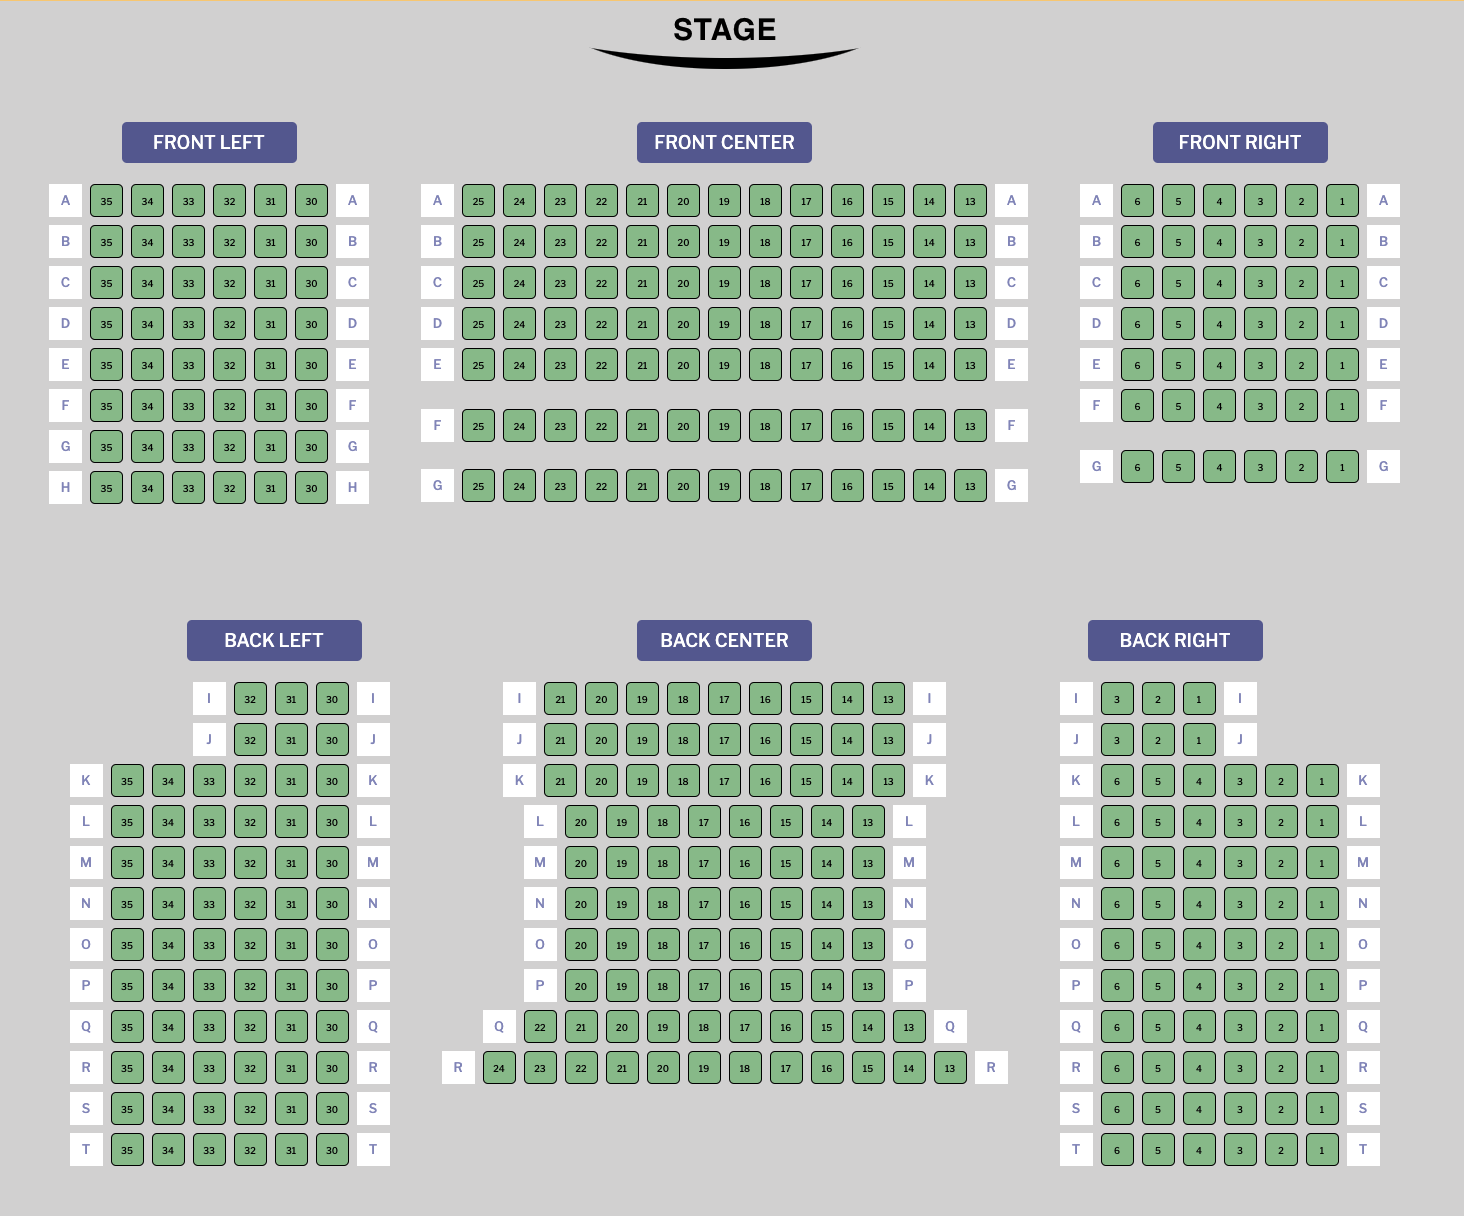 STAGE
FRONT LEFT
A 35 34 33 32 31 30 A
B 35 34 33 32 31 30 B
C 35 34 33 32 31 30 C
D 35 34 33 32 31 30 D
E 35 34 33 32 31 30 E
F 35 34 33 32 31 30 F
G 35 34 33 32 31 30 G
H 35 34 33 32 31 30 H
FRONT CENTER
A 25 24 23 22 21 20 19 18 17 16 15 14 13 A
B 25 24 23 22 21 20 19 18 17 16 15 14 13 B
C 25 24 23 22 21 20 19 18 17 16 15 14 13 C
D 25 24 23 22 21 20 19 18 17 16 15 14 13 D
E 25 24 23 22 21 20 19 18 17 16 15 14 13 E
F 25 24 23 22 21 20 19 18 17 16 15 14 13 F
G 25 24 23 22 21 20 19 18 17 16 15 14 13 G
FRONT RIGHT
A 6 5 4 3 2 1 A
B 6 5 4 3 2 1 B
C 6 5 4 3 2 1 C
D 6 5 4 3 2 1 D
E 6 5 4 3 2 1 E
F 6 5 4 3 2 1 F
G 6 5 4 3 2 1 G
BACK LEFT
I 32 31 30 I
J 32 31 30 J
K 35 34 33 32 31 30 K
L 35 34 33 32 31 30 L
M 35 34 33 32 31 30 M
N 35 34 33 32 31 30 N
O 35 34 33 32 31 30 O
P 35 34 33 32 31 30 P
Q 35 34 33 32 31 30 Q
R 35 34 33 32 31 30 R
S 35 34 33 32 31 30 S
T 35 34 33 32 31 30 T
BACK CENTER
I 21 20 19 18 17 16 15 14 13 I
J 21 20 19 18 17 16 15 14 13 J
K 21 20 19 18 17 16 15 14 13 K
L 20 19 18 17 16 15 14 13 L
M 20 19 18 17 16 15 14 13 M
N 20 19 18 17 16 15 14 13 N
O 20 19 18 17 16 15 14 13 O
P 20 19 18 17 16 15 14 13 P
Q 22 21 20 19 18 17 16 15 14 13 Q
R 24 23 22 21 20 19 18 17 16 15 14 13 R
BACK RIGHT
I 3 2 1 I
J 3 2 1 J
K 6 5 4 3 2 1 K
L 6 5 4 3 2 1 L
M 6 5 4 3 2 1 M
N 6 5 4 3 2 1 N
O 6 5 4 3 2 1 O
P 6 5 4 3 2 1 P
Q 6 5 4 3 2 1 Q
R 6 5 4 3 2 1 R
S 6 5 4 3 2 1 S
T 6 5 4 3 2 1 T